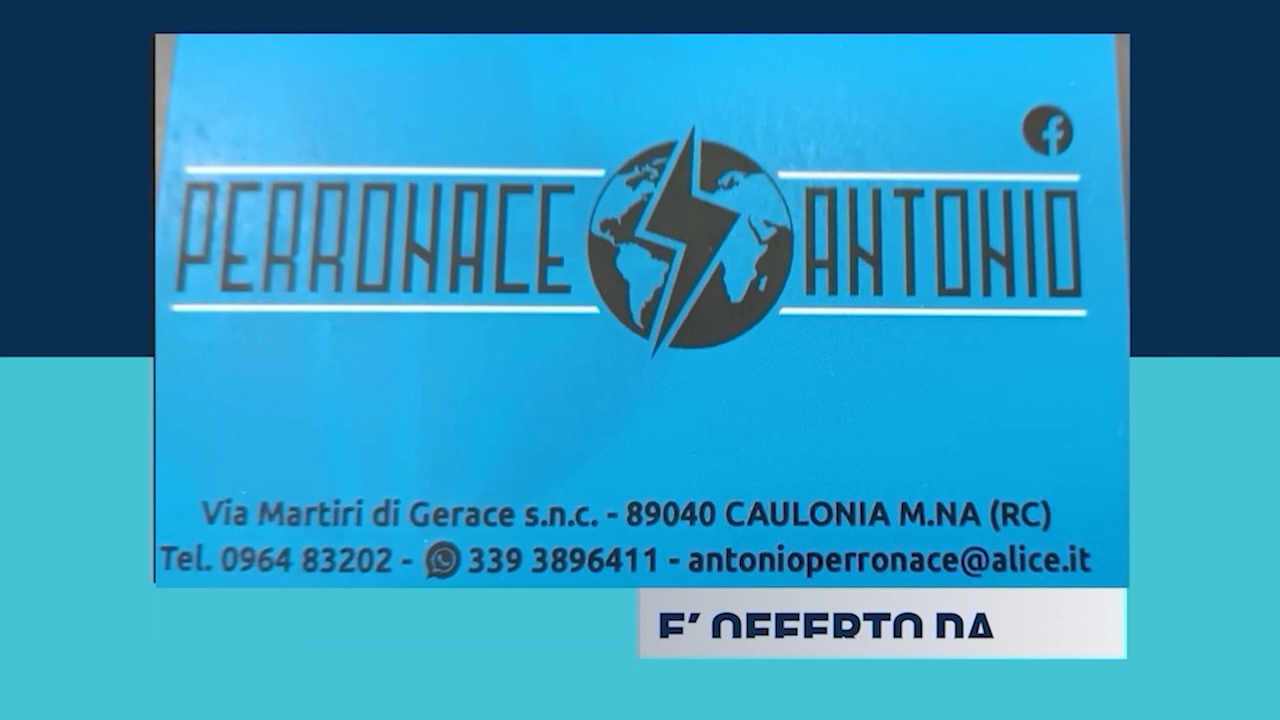 PERRONACE ANTONIO
Via Martiri di Gerace s.n.c. - 89040 CAULONIA M.NA (RC)
Tel. 0964 83202 - 339 3896411 - antonioperronace@alice.it
E' OFFERTO DA